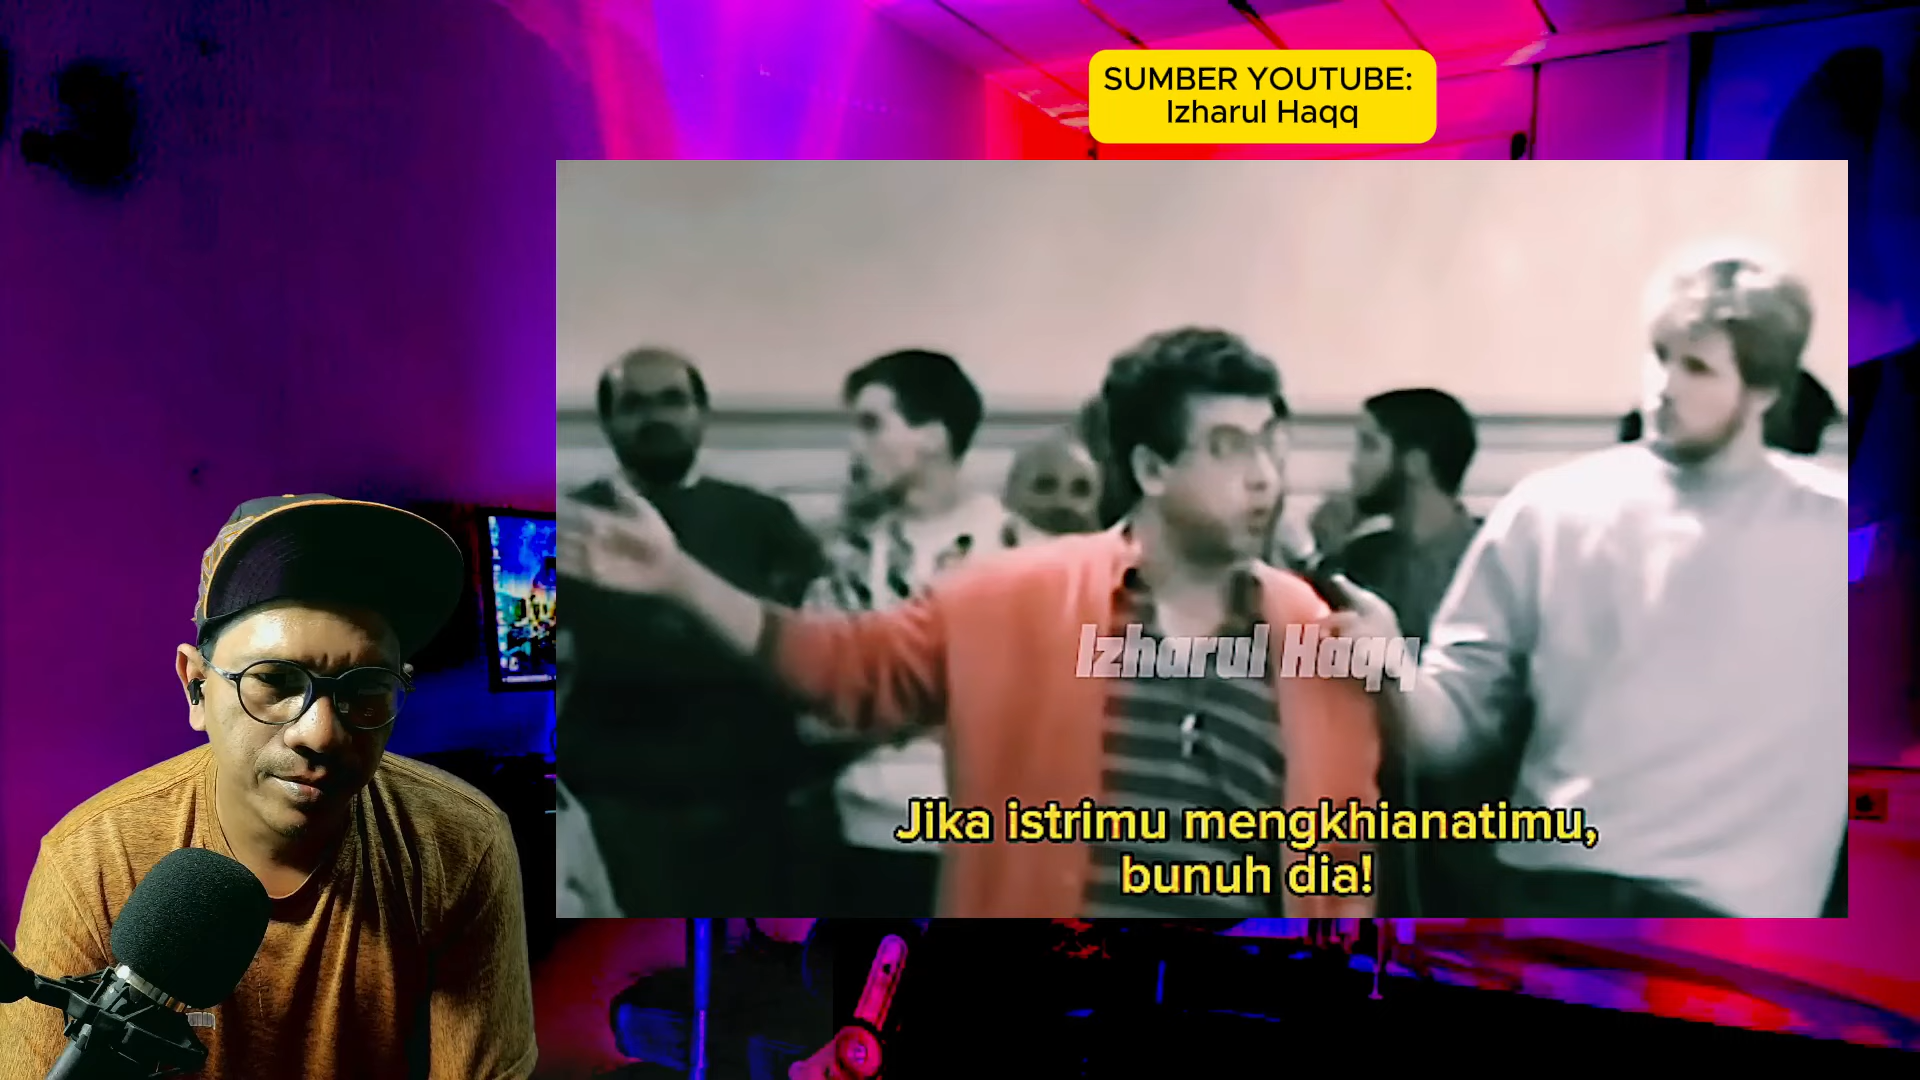 SUMBER YOUTUBE:
Izharul Haqq
Izharul Haqq
Jika istrimu mengkhianatimu,
bunuh dia!